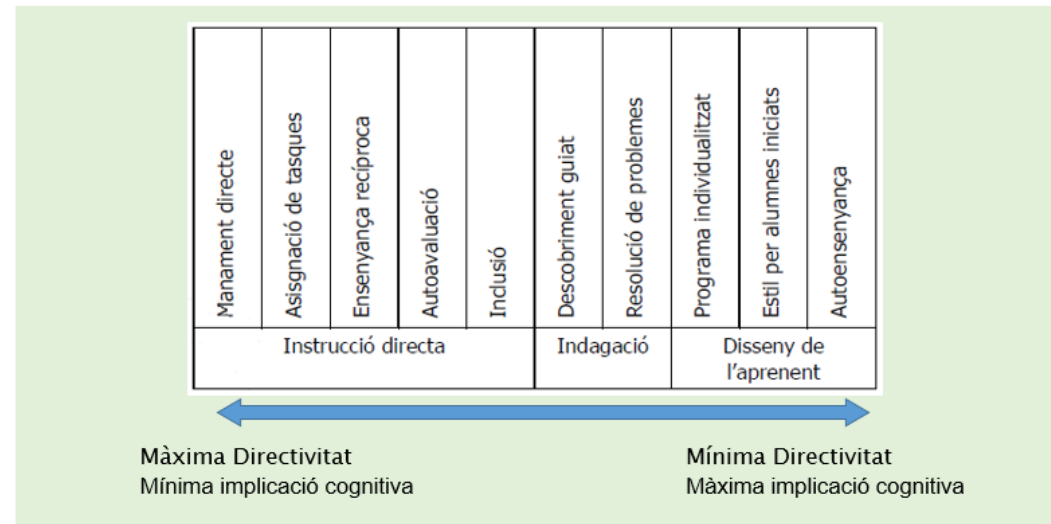 Manament directe
Asisgnació de tasques
Ensenyança recíproca
Autoavaluació
Inclusió
Descobriment guiat
Resolució de problemes
Programa individualitzat
Estil per alumnes iniciats
Autoensenyança
Instrucció directa
Indagació
Disseny de
l'aprenent
Màxima Directivitat
Mínima implicació cognitiva
Mínima Directivitat
Màxima implicació cognitiva